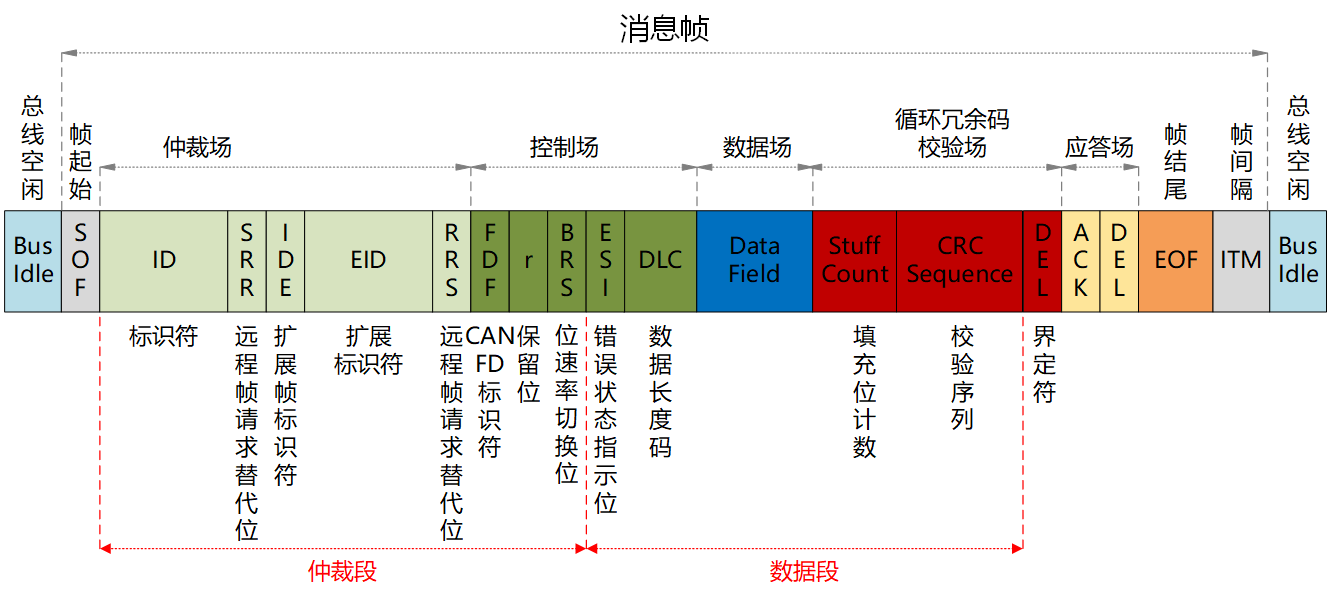 消息帧
总线空闲
帧起始
仲裁场
控制场
数据场
循环冗余码
校验场
应答场
帧结尾
帧间隔
总线空闲
Bus
Idle
SOF
ID
SRR
IDE
EID
RRS
FDF
r
BRS
ESI
DLC
Data
Field
Stuff
Count
CRC
Sequence
DEL
ACK
DEL
EOF
ITM
Bus
Idle
标识符
远程帧请求替代位
扩展帧标识符
扩展
标识符
远程帧请求替代位
CAN
FD
标识符
保留位
位速率切换位
错误状态指示位
数据长度码
填充位计数
校验序列
界定符
仲裁段
数据段